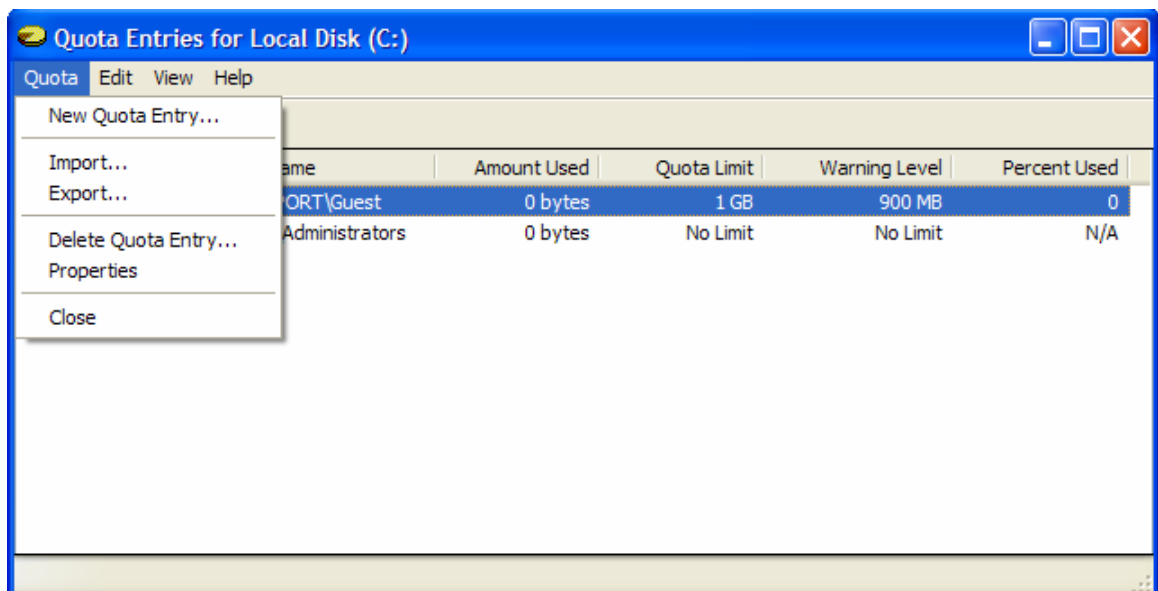 Quota Entries for Local Disk (C:)
Quota Edit View Help
New Quota Entry...
Import...
Export...
Delete Quota Entry...
Properties
Close
ame Amount Used Quota Limit Warning Level Percent Used
PORT\Guest 0 bytes 1 GB 900 MB 0
Administrators 0 bytes No Limit No Limit N/A